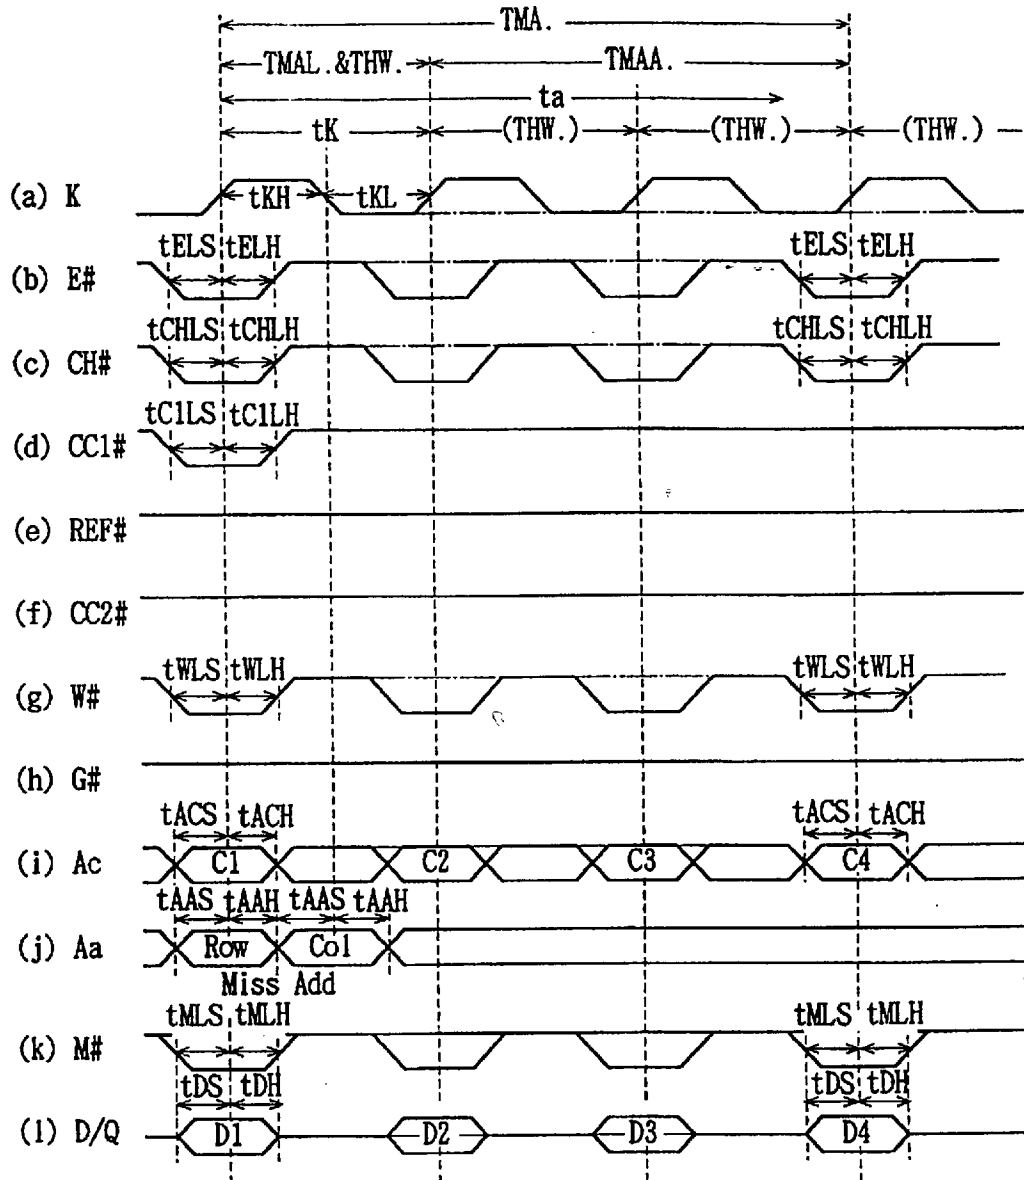 TMA.
TMAL.&THW. TMAA.
ta
tK (THW.) (THW.) (THW.)
(a) K tKH tKL
tELS tELH tELS tELH
(b) E#
tCHLS tCHLH tCHLS tCHLH
(c) CH#
tC1LS tC1LH
(d) CC1#
(e) REF#
(f) CC2#
tWLS tWLH tWLS tWLH
(g) W#
(h) G#
tACS tACH tACS tACH
(i) Ac C1 C2 C3 C4
tAAS tAAH tAAS tAAH
(j) Aa Row Col
Miss Add
tMLS tMLH tMLS tMLH
(k) M#
tDS tDH tDS tDH
(l) D/Q D1 D2 D3 D4